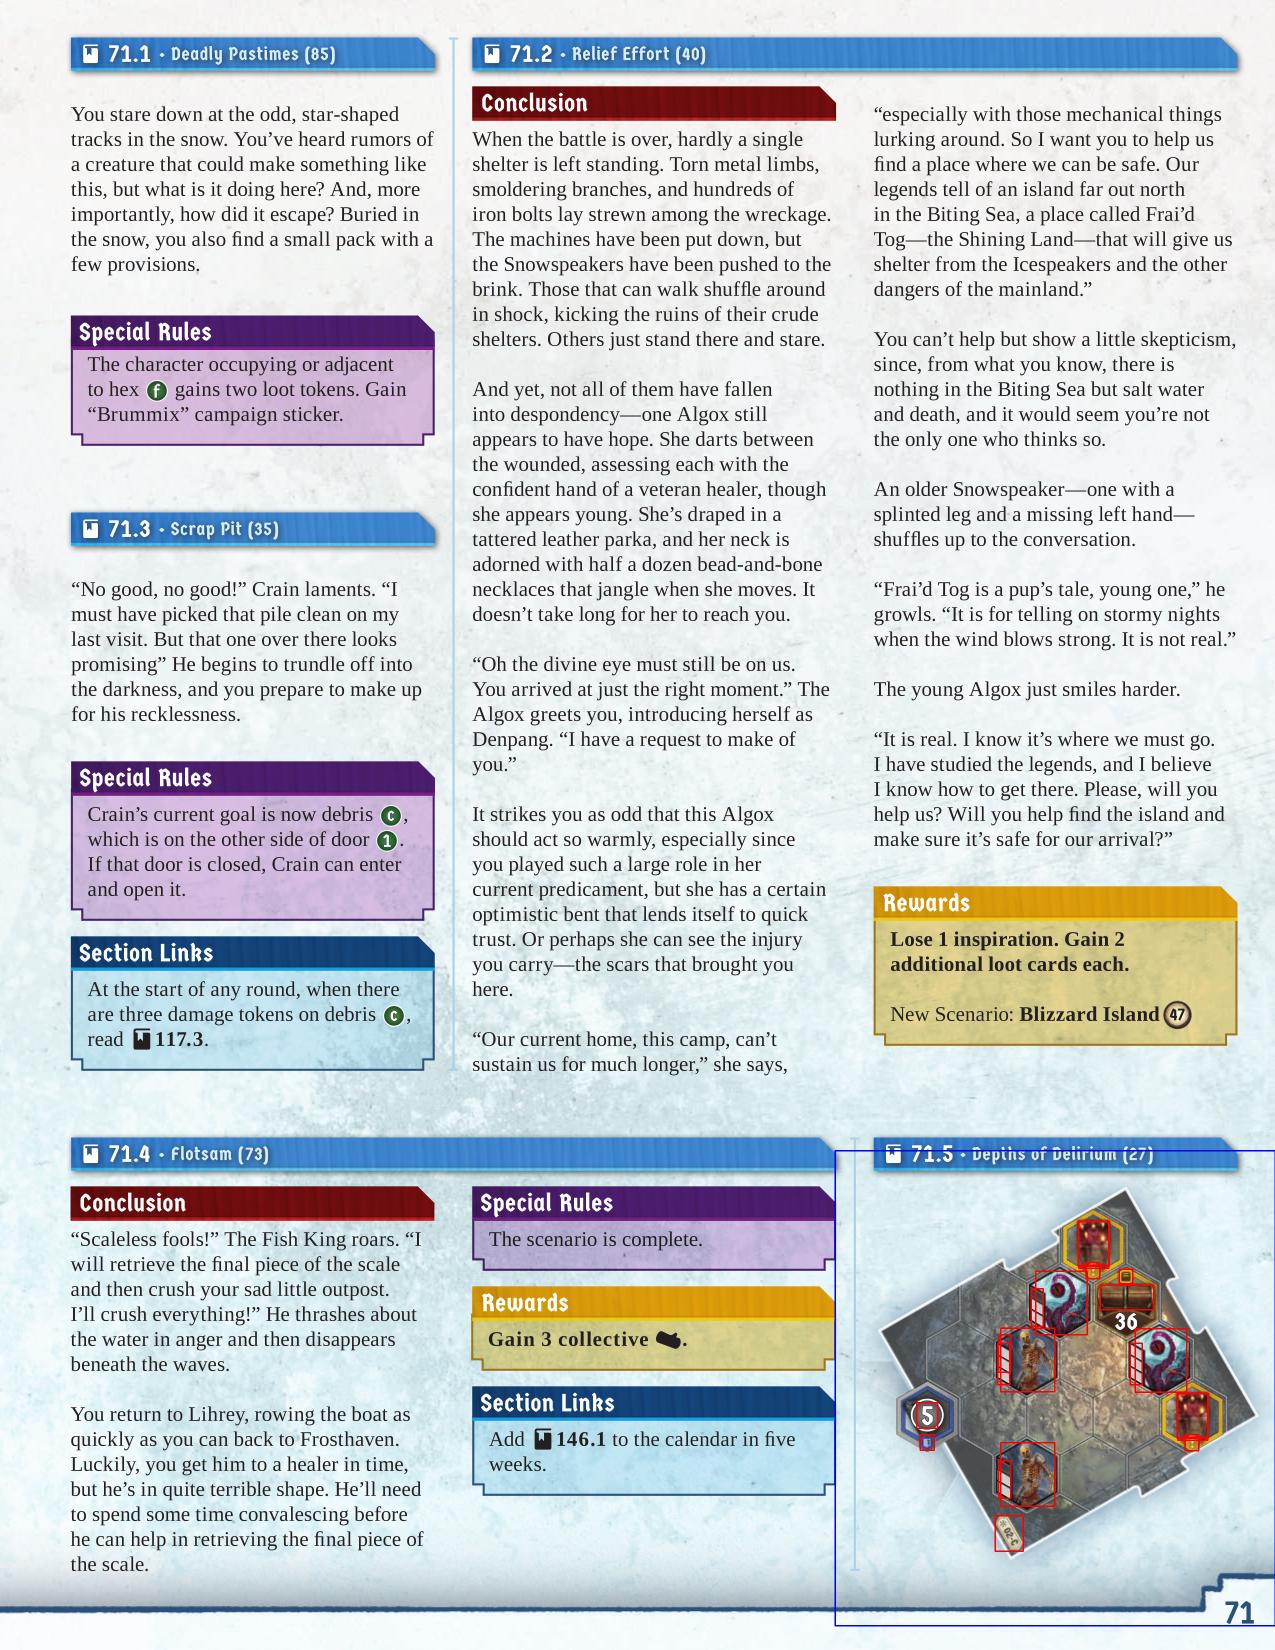 71.1 • Deadly Pastimes (85)
You stare down at the odd, star-shaped
tracks in the snow. You’ve heard rumors of
a creature that could make something like
this, but what is it doing here? And, more
importantly, how did it escape? Buried in
the snow, you also find a small pack with a
few provisions.
Special Rules
The character occupying or adjacent
to hex f gains two loot tokens. Gain
“Brummix” campaign sticker.
71.3 • Scrap Pit (35)
“No good, no good!” Crain laments. “I
must have picked that pile clean on my
last visit. But that one over there looks
promising” He begins to trundle off into
the darkness, and you prepare to make up
for his recklessness.
Special Rules
Crain’s current goal is now debris c,
which is on the other side of door 1.
If that door is closed, Crain can enter
and open it.
Section Links
At the start of any round, when there
are three damage tokens on debris c,
read 117.3.
71.2 • Relief Effort (40)
Conclusion
When the battle is over, hardly a single
shelter is left standing. Torn metal limbs,
smoldering branches, and hundreds of
iron bolts lay strewn among the wreckage.
The machines have been put down, but
the Snowspeakers have been pushed to the
brink. Those that can walk shuffle around
in shock, kicking the ruins of their crude
shelters. Others just stand there and stare.
And yet, not all of them have fallen
into despondency—one Algox still
appears to have hope. She darts between
the wounded, assessing each with the
confident hand of a veteran healer, though
she appears young. She’s draped in a
tattered leather parka, and her neck is
adorned with half a dozen bead-and-bone
necklaces that jangle when she moves. It
doesn’t take long for her to reach you.
“Oh the divine eye must still be on us.
You arrived at just the right moment.” The
Algox greets you, introducing herself as
Denpang. “I have a request to make of
you.”
It strikes you as odd that this Algox
should act so warmly, especially since
you played such a large role in her
current predicament, but she has a certain
optimistic bent that lends itself to quick
trust. Or perhaps she can see the injury
you carry—the scars that brought you
here.
“Our current home, this camp, can’t
sustain us for much longer,” she says,
“especially with those mechanical things
lurking around. So I want you to help us
find a place where we can be safe. Our
legends tell of an island far out north
in the Biting Sea, a place called Frai’d
Tog—the Shining Land—that will give us
shelter from the Icespeakers and the other
dangers of the mainland.”
You can’t help but show a little skepticism,
since, from what you know, there is
nothing in the Biting Sea but salt water
and death, and it would seem you’re not
the only one who thinks so.
An older Snowspeaker—one with a
splinted leg and a missing left hand—
shuffles up to the conversation.
“Frai’d Tog is a pup’s tale, young one,” he
growls. “It is for telling on stormy nights
when the wind blows strong. It is not real.”
The young Algox just smiles harder.
“It is real. I know it’s where we must go.
I have studied the legends, and I believe
I know how to get there. Please, will you
help us? Will you help find the island and
make sure it’s safe for our arrival?”
Rewards
Lose 1 inspiration. Gain 2
additional loot cards each.
New Scenario: Blizzard Island 47
71.4 • Flotsam (73)
Conclusion
“Scaleless fools!” The Fish King roars. “I
will retrieve the final piece of the scale
and then crush your sad little outpost.
I’ll crush everything!” He thrashes about
the water in anger and then disappears
beneath the waves.
You return to Lihrey, rowing the boat as
quickly as you can back to Frosthaven.
Luckily, you get him to a healer in time,
but he’s in quite terrible shape. He’ll need
to spend some time convalescing before
he can help in retrieving the final piece of
the scale.
Special Rules
The scenario is complete.
Rewards
Gain 3 collective .
Section Links
Add 146.1 to the calendar in five
weeks.
71.5 • Depths of Delirium (27)
36
5
02-C
71